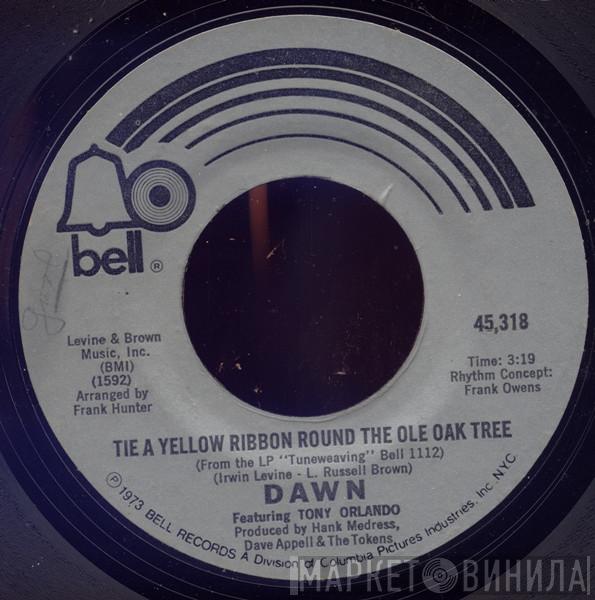 bell ®
45,318
Levine & Brown
Music, Inc.
(BMI)
(1592)
Arranged by
Frank Hunter
Time: 3:19
Rhythm Concept:
Frank Owens
TIE A YELLOW RIBBON ROUND THE OLE OAK TREE
(From the LP "Tuneweaving" Bell 1112)
(Irwin Levine - L. Russell Brown)
DAWN
Featuring TONY ORLANDO
Produced by Hank Medress,
Dave Appell & The Tokens
℗ 1973 BELL RECORDS A Division of Columbia Pictures Industries, Inc. N.Y.C.
МАРКЕТ ВИНИЛА